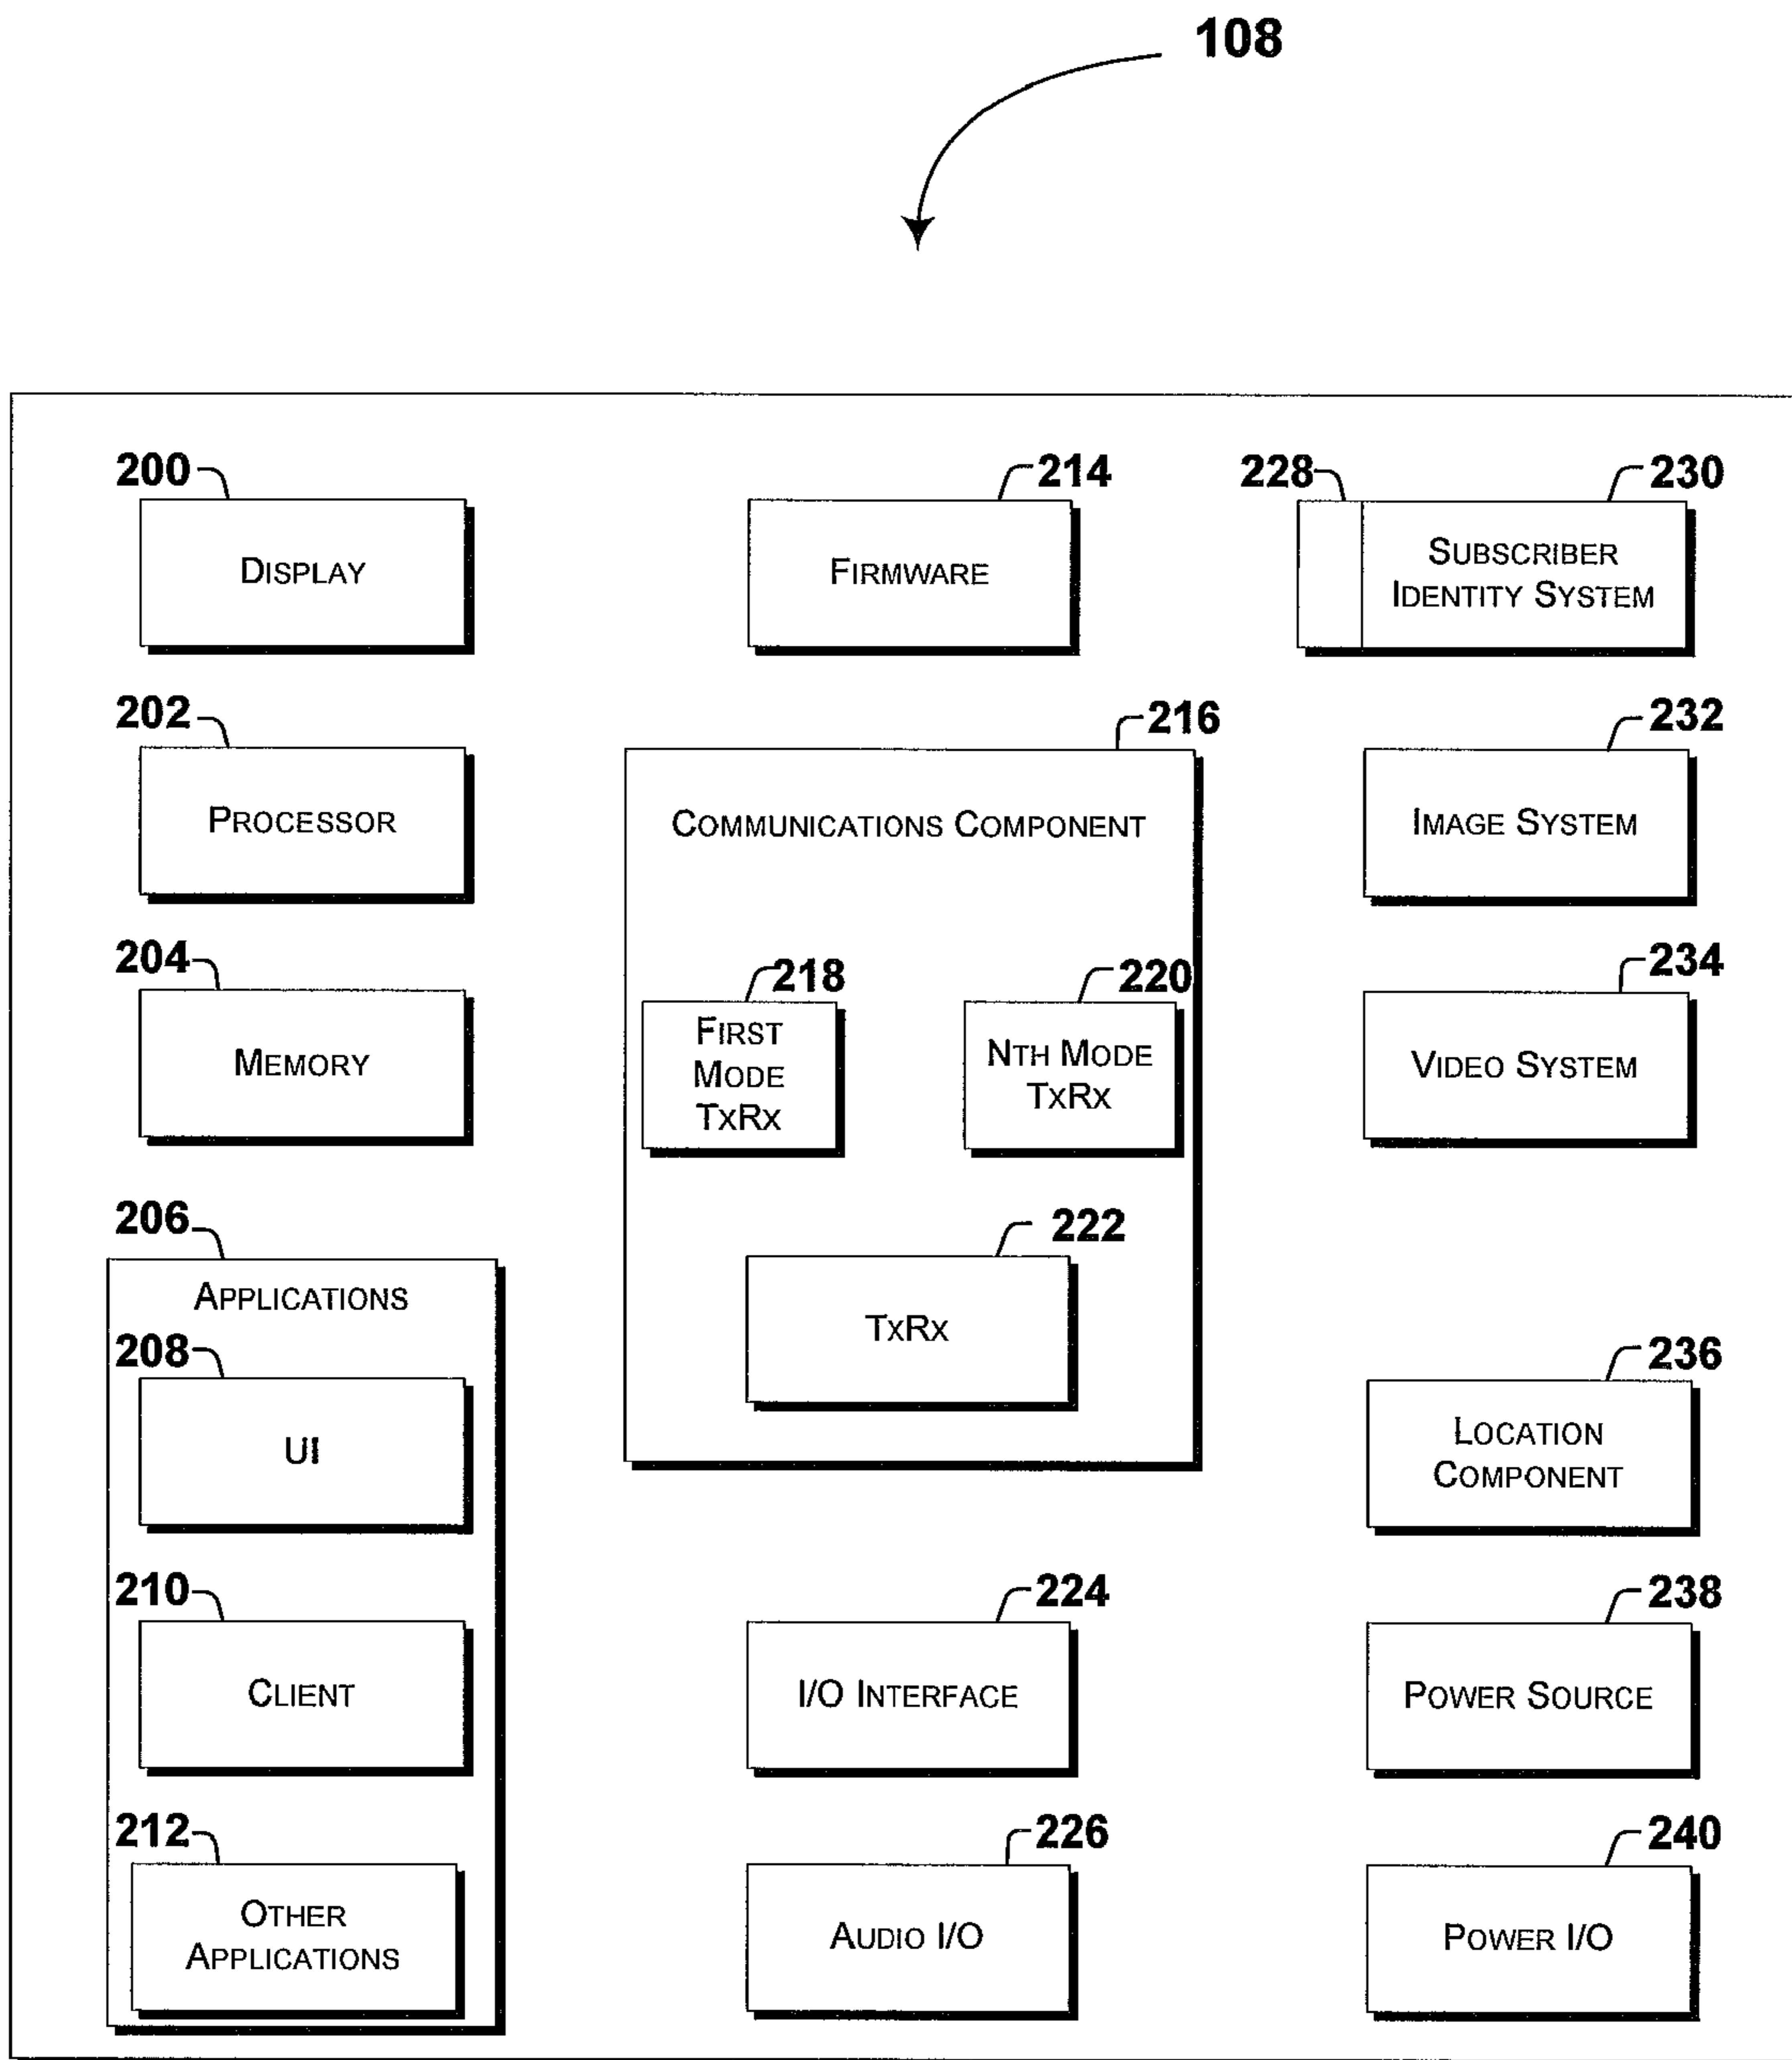 108
200
DISPLAY
214
FIRMWARE
228
230
SUBSCRIBER
IDENTITY SYSTEM
202
PROCESSOR
216
COMMUNICATIONS COMPONENT
232
IMAGE SYSTEM
204
MEMORY
218
FIRST
MODE
TXRX
220
NTH MODE
TXRX
234
VIDEO SYSTEM
222
TXRX
206
APPLICATIONS
208
UI
236
LOCATION
COMPONENT
210
CLIENT
224
I/O INTERFACE
238
POWER SOURCE
212
OTHER
APPLICATIONS
226
AUDIO I/O
240
POWER I/O